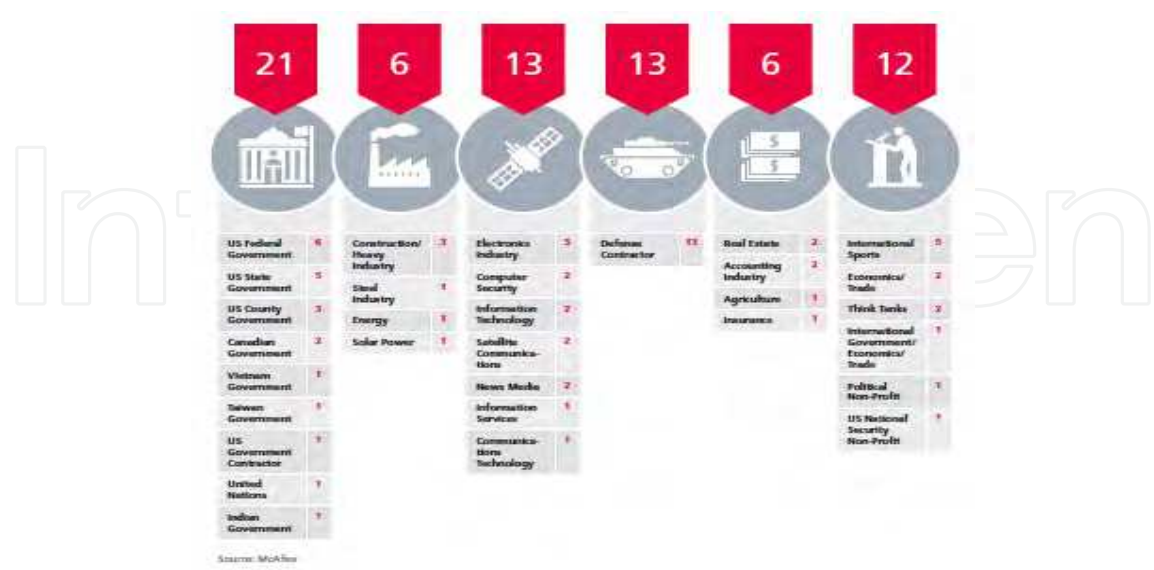 21
6
13
13
6
12
US Federal
Government
6
US State
Government
5
US County
Government
3
Canadian
Government
2
Vietnam
Government
1
Taiwan
Government
1
US
Government
Contractor
1
United
Nations
1
Indian
Government
1
Construction/
Heavy
Industry
3
Steel
Industry
1
Energy
1
Solar Power
1
Electronics
Industry
3
Computer
Security
2
Information
Technology
2
Satellite
Communica-
tions
2
News Media
2
Information
Services
1
Communica-
tions
Technology
1
Defense
Contractor
13
Real Estate
2
Accounting
Industry
2
Agriculture
1
Insurance
1
International
Sports
5
Economics/
Trade
2
Think Tanks
2
International
Government/
Economics/
Trade
1
Political
Non-Profit
1
US National
Security
Non-Profit
1
Source: McAfee